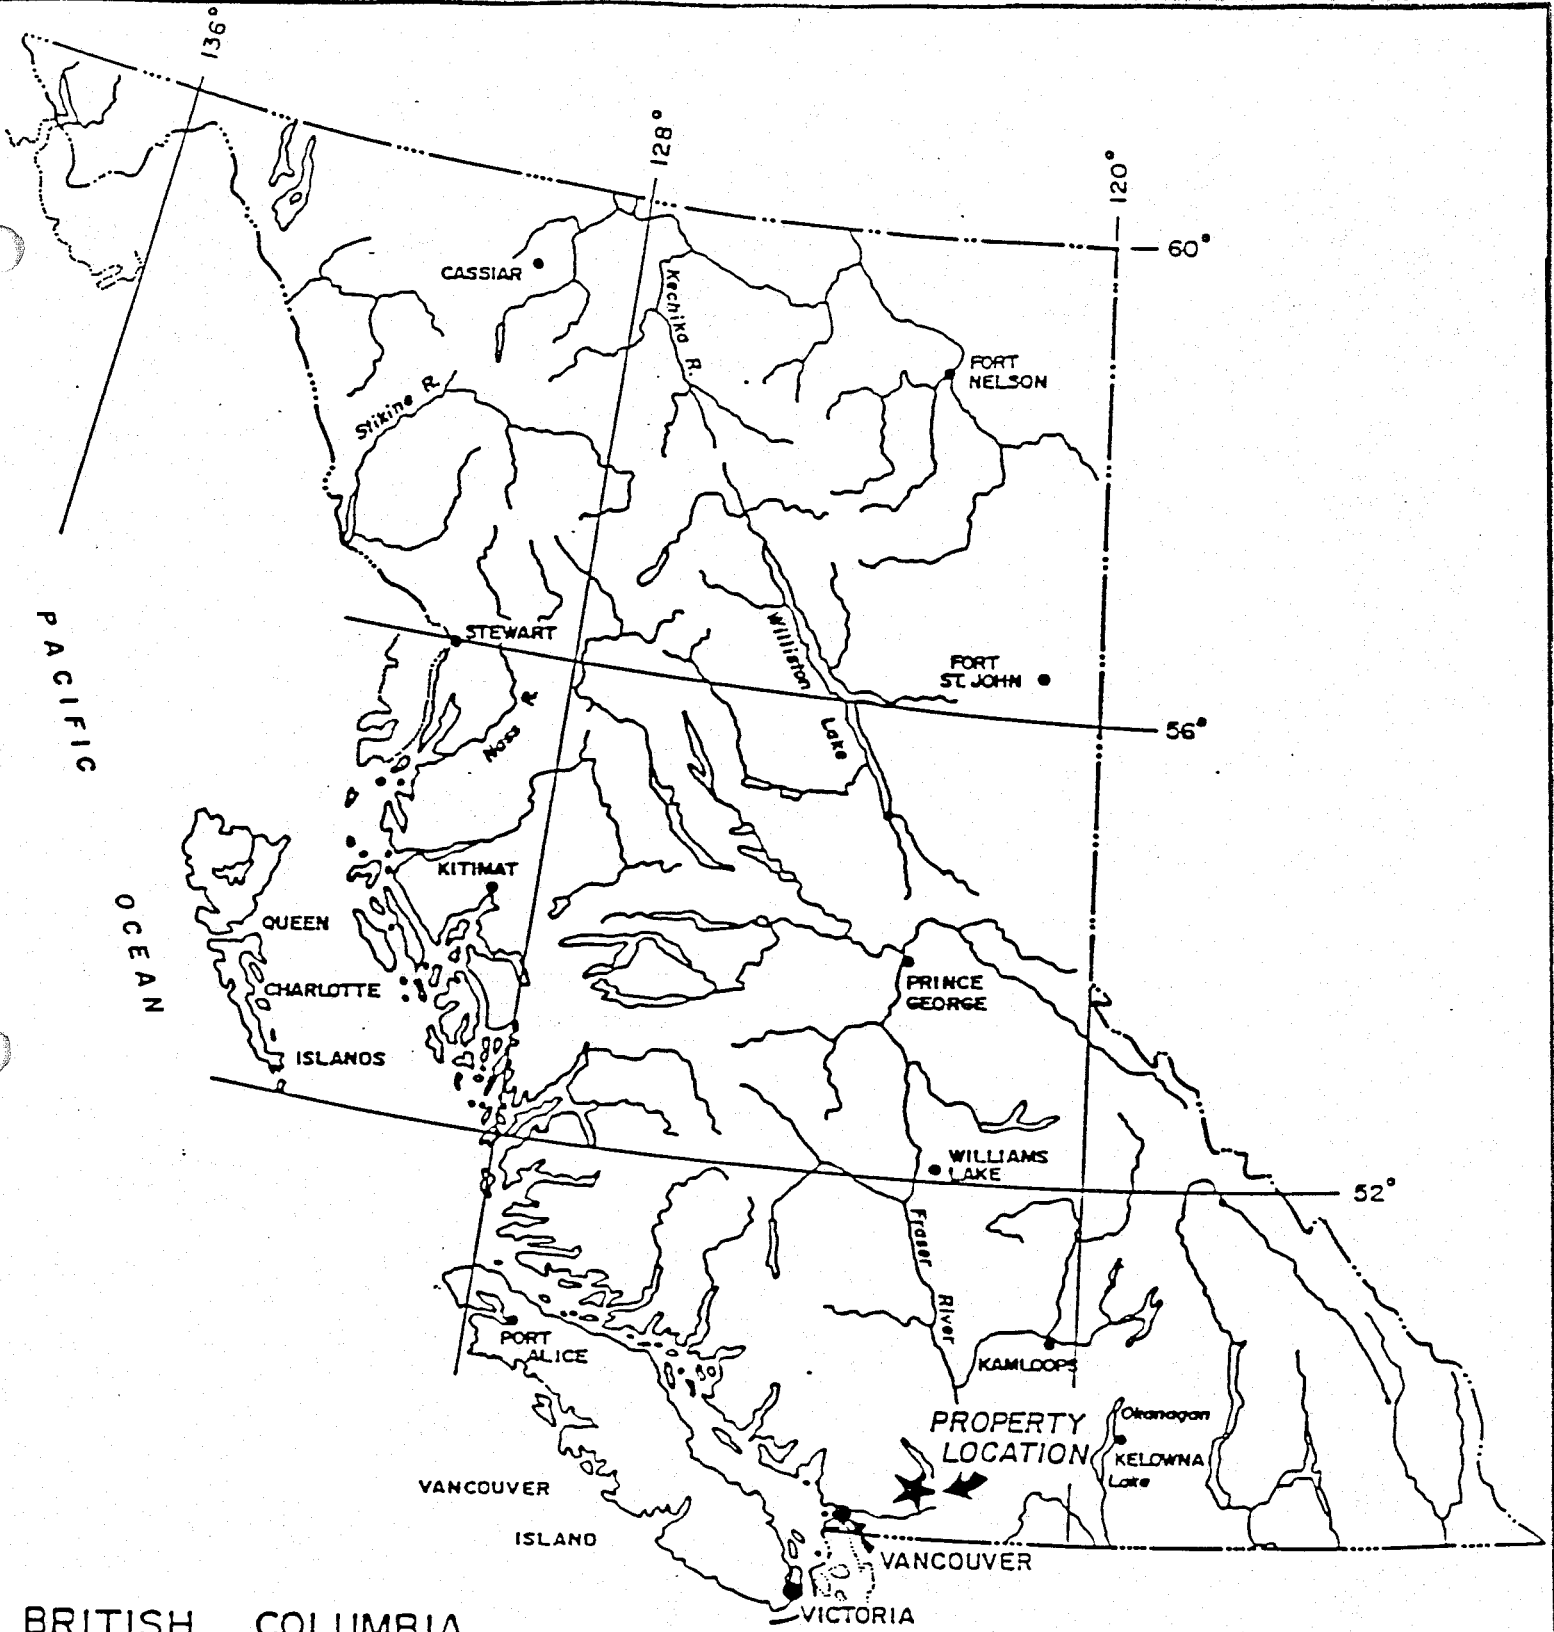 136°
128°
120°
60°
CASSIAR
Kechika R.
FORT
NELSON
Stikine R.
PACIFIC
OCEAN
STEWART
Williston
Lake
FORT
ST. JOHN
56°
Nass R
KITIMAT
QUEEN
CHARLOTTE
ISLANDS
PRINCE
GEORGE
WILLIAMS
LAKE
52°
Fraser
River
PORT
ALICE
KAMLOOPS
PROPERTY
LOCATION
Okanagan
KELOWNA
Lake
VANCOUVER
ISLAND
VANCOUVER
VICTORIA
BRITISH COLUMBIA